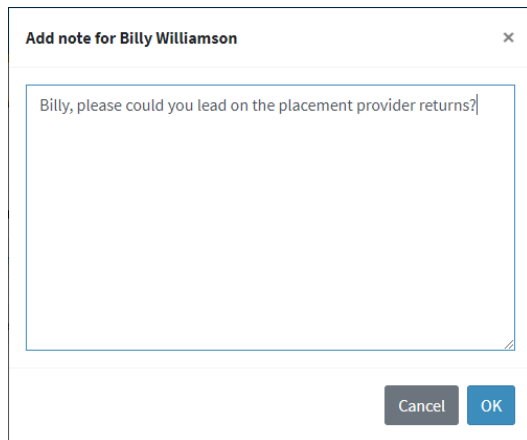 Add note for Billy Williamson ×
Billy, please could you lead on the placement provider returns?
Cancel OK